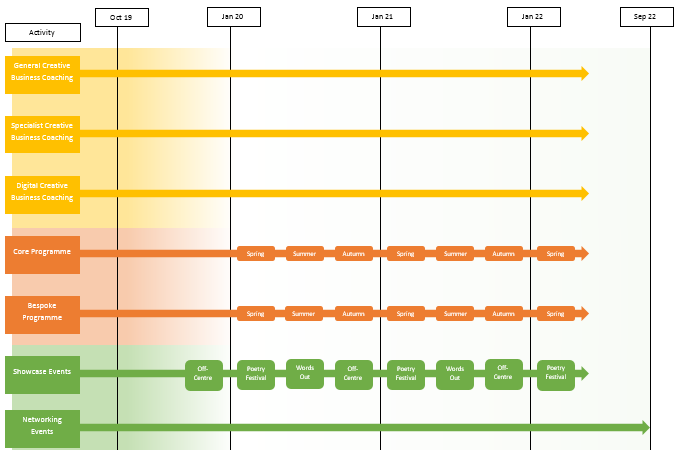 Oct 19
Jan 20
Jan 21
Jan 22
Sep 22
Activity
General Creative
Business Coaching
Specialist Creative
Business Coaching
Digital Creative
Business Coaching
Core Programme
Spring
Summer
Autumn
Spring
Summer
Autumn
Spring
Bespoke
Programme
Spring
Summer
Autumn
Spring
Summer
Autumn
Spring
Showcase Events
Off-
Centre
Poetry
Festival
Words
Out
Off-
Centre
Poetry
Festival
Words
Out
Off-
Centre
Poetry
Festival
Networking
Events